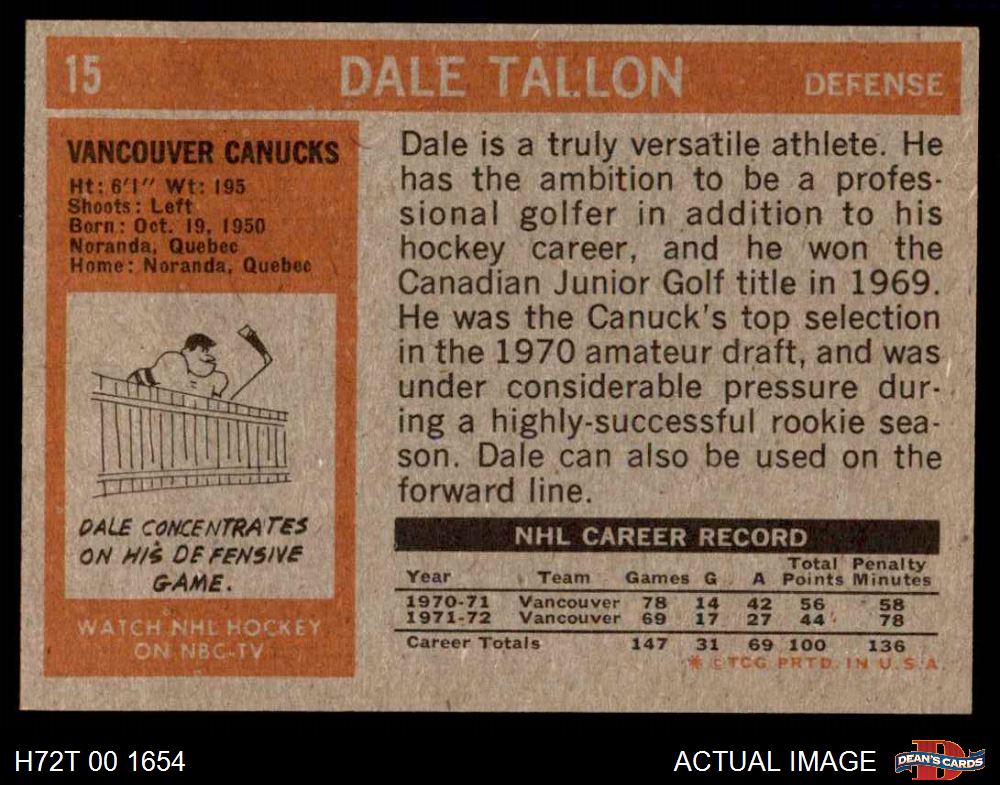 15 DALE TALLON DEFENSE
VANCOUVER CANUCKS
Ht: 6'1" Wt: 195
Shoots: Left
Born: Oct. 19, 1950
Noranda, Quebec
Home: Noranda, Quebec
DALE CONCENTRATES
ON HIS DEFENSIVE
GAME.
WATCH NHL HOCKEY
ON NBC-TV
Dale is a truly versatile athlete. He
has the ambition to be a profes-
sional golfer in addition to his
hockey career, and he won the
Canadian Junior Golf title in 1969.
He was the Canuck's top selection
in the 1970 amateur draft, and was
under considerable pressure dur-
ing a highly-successful rookie sea-
son. Dale can also be used on the
forward line.
NHL CAREER RECORD
Year Team Games G A Total Points Penalty Minutes
1970-71 Vancouver 78 14 42 56 58
1971-72 Vancouver 69 17 27 44 78
Career Totals 147 31 69 100 136
* © TCG PRTD. IN U.S.A.
H72T 00 1654
ACTUAL IMAGE
D
DEAN'S CARDS